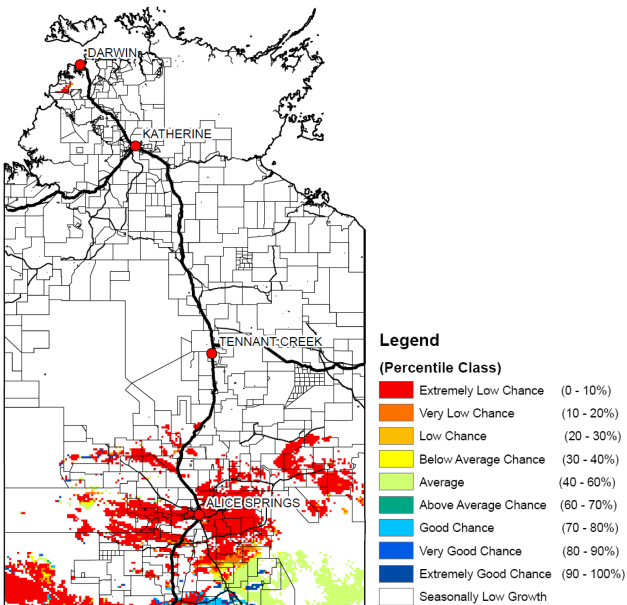 DARWIN
KATHERINE
TENNANT CREEK
ALICE SPRINGS
Legend
(Percentile Class)
Extremely Low Chance (0 - 10%)
Very Low Chance (10 - 20%)
Low Chance (20 - 30%)
Below Average Chance (30 - 40%)
Average (40 - 60%)
Above Average Chance (60 - 70%)
Good Chance (70 - 80%)
Very Good Chance (80 - 90%)
Extremely Good Chance (90 - 100%)
Seasonally Low Growth